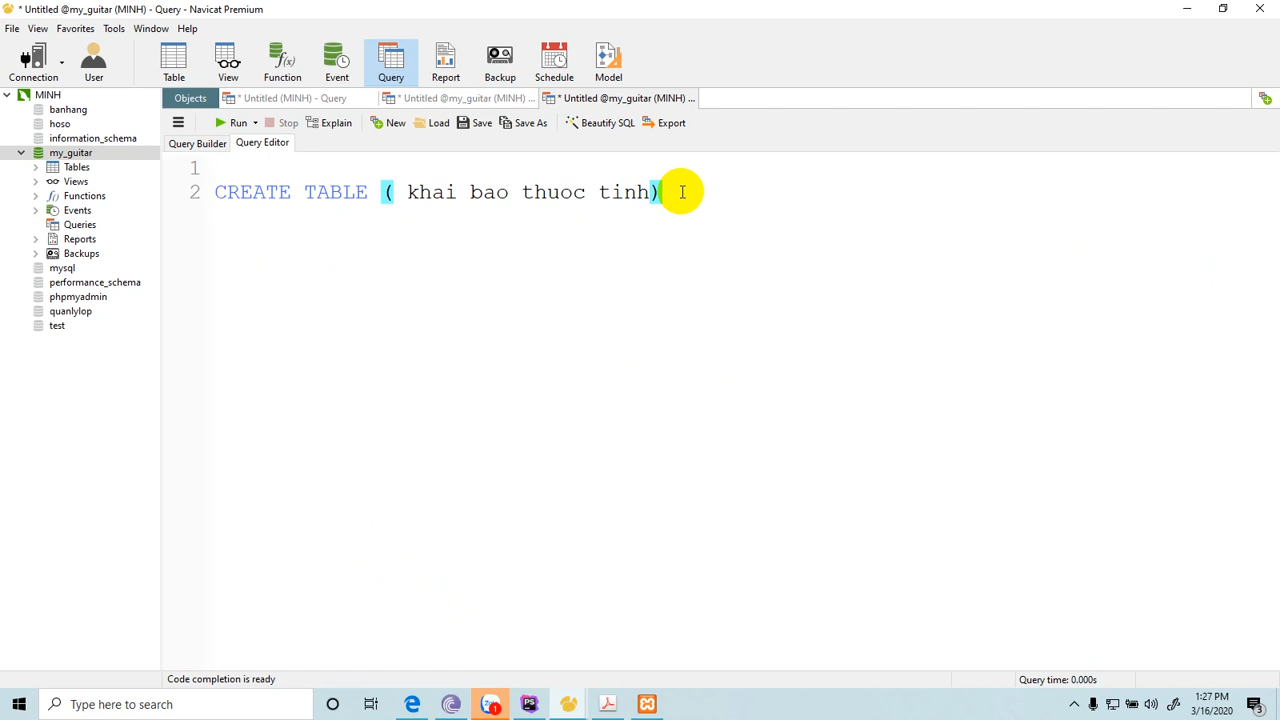 @my_guitar (MINH) - Query - Navicat Premium
File View Favorites Tools Window Help
Connection User Table View Function Event Query Report Backup Schedule Model
f(x)
MINH
banhang
hoso
information_schema
my_guitar
Tables
Views
Functions
Events
Queries
Reports
Backups
mysql
performance_schema
phpmyadmin
quanlylop
test
Objects * Untitled (MINH) - Query * Untitled @my_guitar (MINH) ... * Untitled @my_guitar (MINH) ...
Run Stop Explain New Load Save Save As Beautify SQL Export
Query Builder Query Editor
1
2 CREATE TABLE ( khai bao thuoc tinh)
Code completion is ready Query time: 0.000s
Type here to search
Zalo
1
PS
1:27 PM
3/16/2020
3